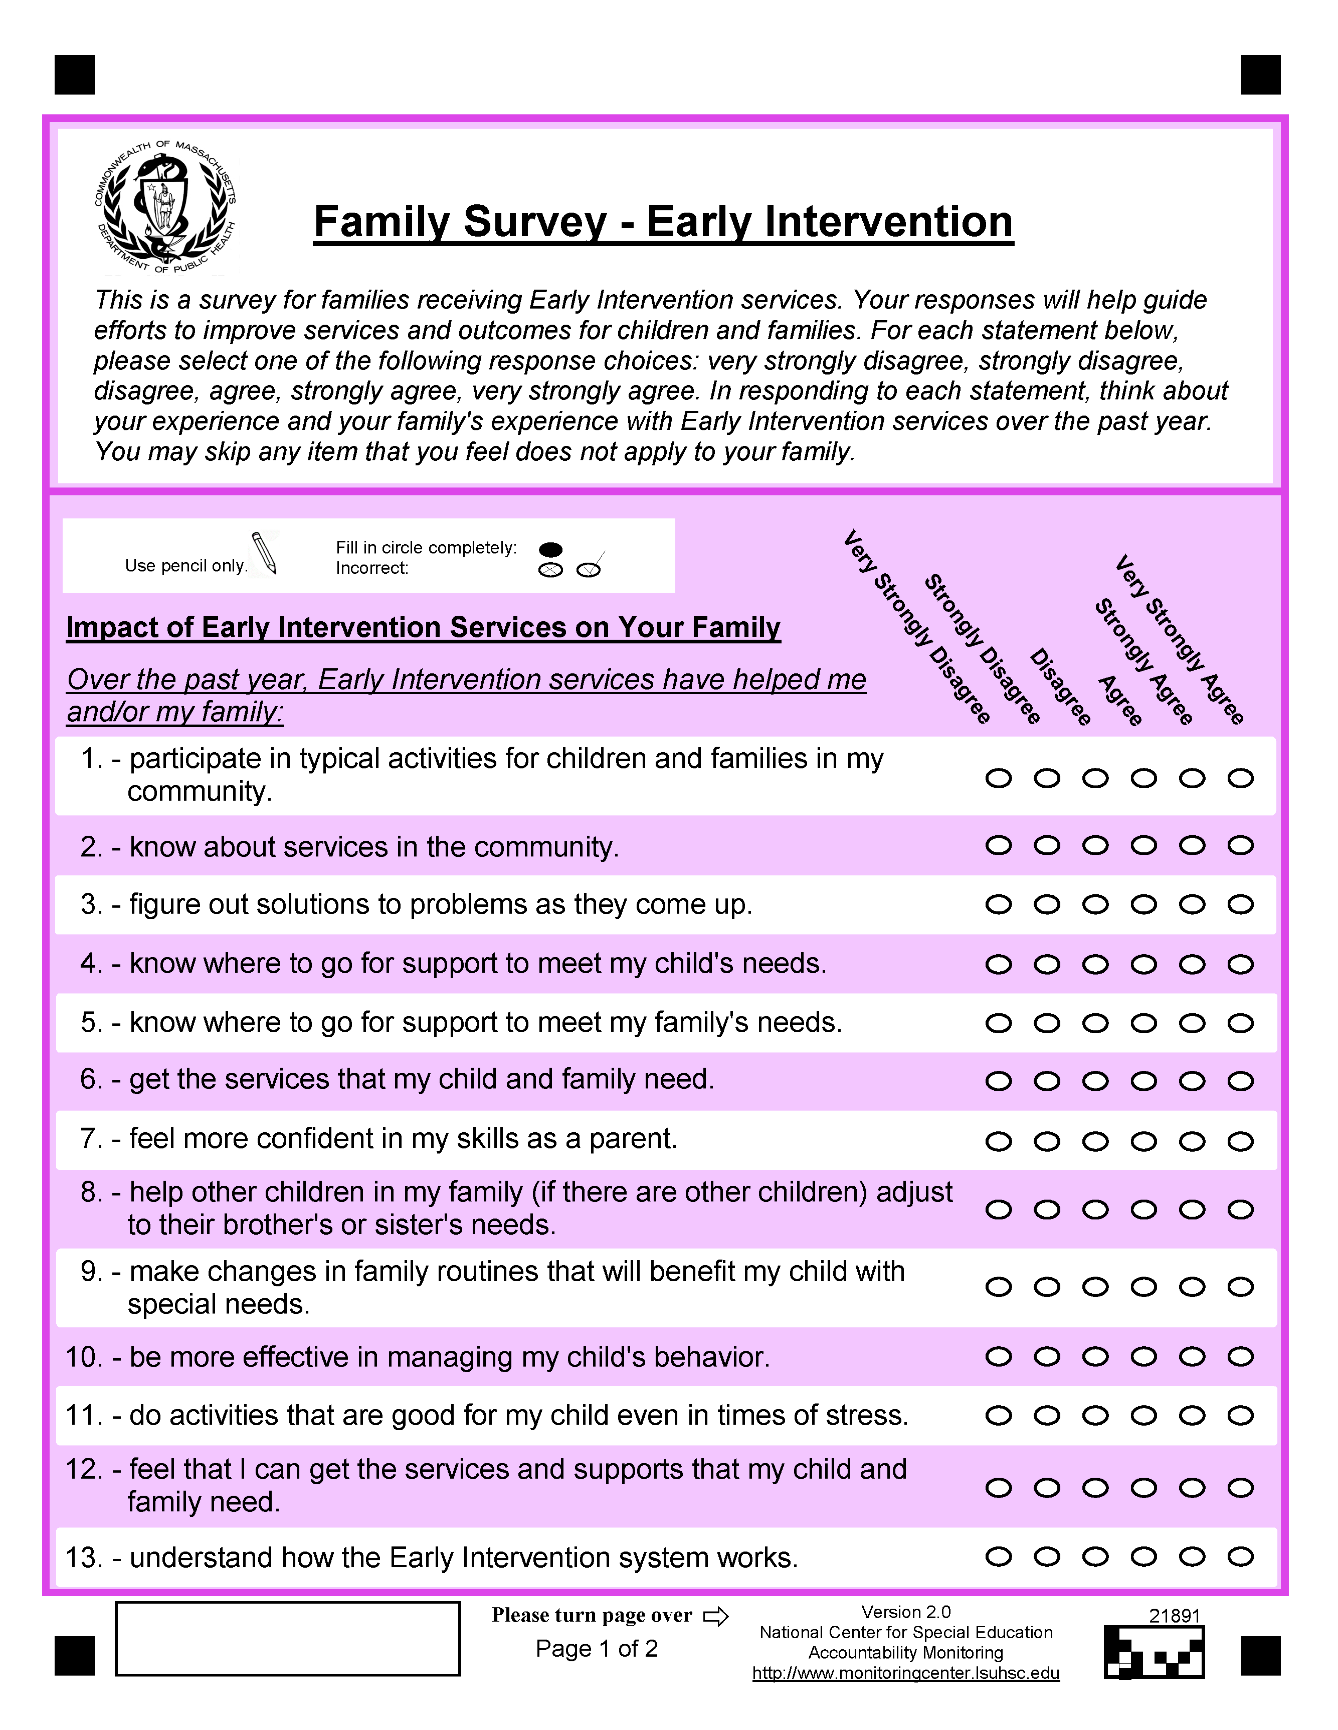 COMMONWEALTH OF MASSACHUSETTS
DEPARTMENT OF PUBLIC HEALTH
Family Survey - Early Intervention
This is a survey for families receiving Early Intervention services. Your responses will help guide
efforts to improve services and outcomes for children and families. For each statement below,
please select one of the following response choices: very strongly disagree, strongly disagree,
disagree, agree, strongly agree, very strongly agree. In responding to each statement, think about
your experience and your family's experience with Early Intervention services over the past year.
You may skip any item that you feel does not apply to your family.
Use pencil only.
Fill in circle completely:
Incorrect:
Very Strongly Disagree
Strongly Disagree
Disagree
Agree
Strongly Agree
Very Strongly Agree
Impact of Early Intervention Services on Your Family
Over the past year, Early Intervention services have helped me
and/or my family:
1. - participate in typical activities for children and families in my
community.
2. - know about services in the community.
3. - figure out solutions to problems as they come up.
4. - know where to go for support to meet my child's needs.
5. - know where to go for support to meet my family's needs.
6. - get the services that my child and family need.
7. - feel more confident in my skills as a parent.
8. - help other children in my family (if there are other children) adjust
to their brother's or sister's needs.
9. - make changes in family routines that will benefit my child with
special needs.
10. - be more effective in managing my child's behavior.
11. - do activities that are good for my child even in times of stress.
12. - feel that I can get the services and supports that my child and
family need.
13. - understand how the Early Intervention system works.
Please turn page over
Page 1 of 2
Version 2.0
National Center for Special Education
Accountability Monitoring
http://www.monitoringcenter.lsuhsc.edu
21891